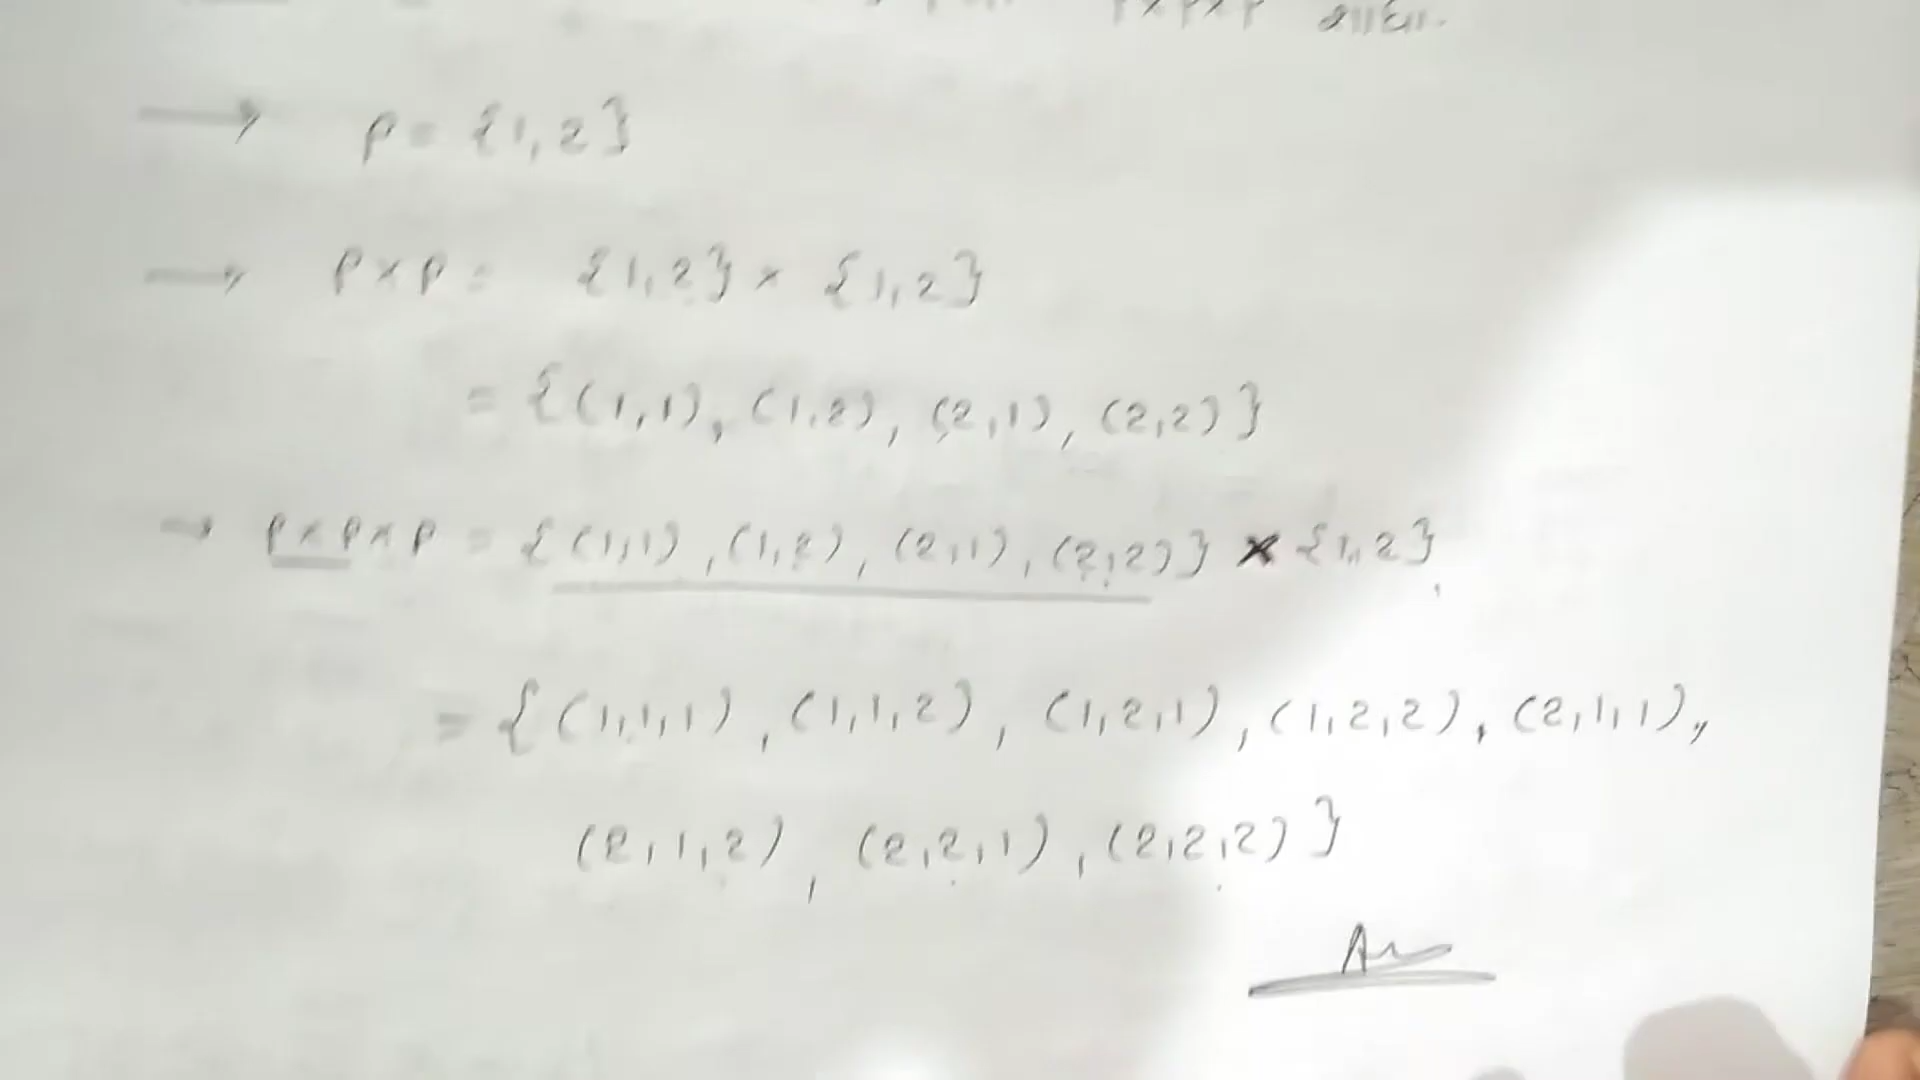 P×P×P
→ P = {1,2}
→ P×P = {1,2} × {1,2}
= {(1,1), (1,2), (2,1), (2,2)}
→ P×P×P = {(1,1), (1,2), (2,1), (2,2)} × {1,2}
= {(1,1,1), (1,1,2), (1,2,1), (1,2,2), (2,1,1),
(2,1,2), (2,2,1), (2,2,2)}